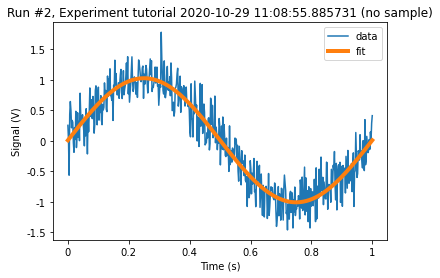 Run #2, Experiment tutorial 2020-10-29 11:08:55.885731 (no sample)
data
fit
1.5
1
0.5
0
-0.5
-1
-1.5
Signal (V)
0
0.2
0.4
0.6
0.8
1
Time (s)